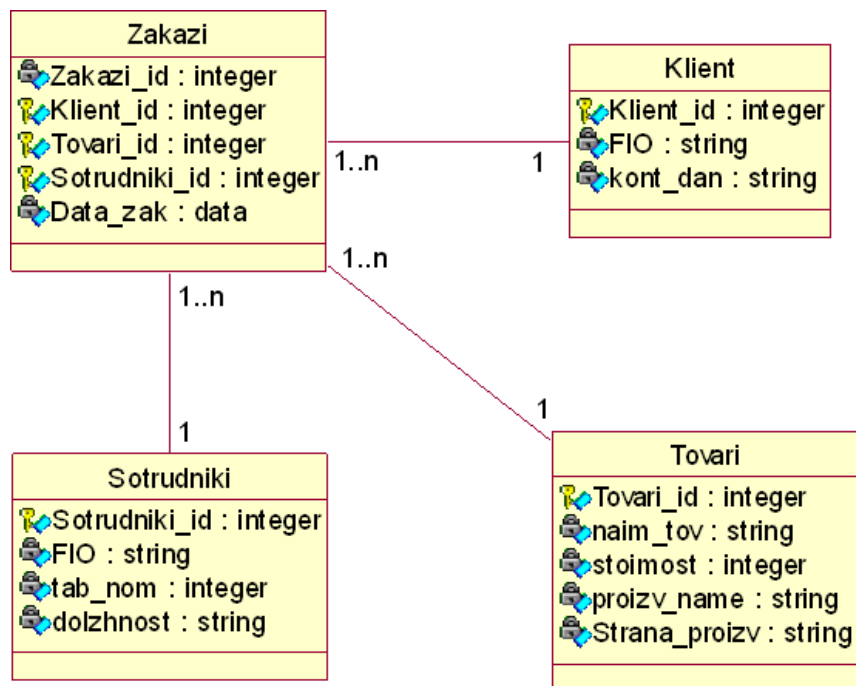 Zakazi
Zakazi_id : integer
Klient_id : integer
Tovari_id : integer
Sotrudniki_id : integer
Data_zak : data
Klient
Klient_id : integer
FIO : string
kont_dan : string
1..n
1
1..n
1..n
1
1
Sotrudniki
Sotrudniki_id : integer
FIO : string
tab_nom : integer
dolzhnost : string
Tovari
Tovari_id : integer
naim_tov : string
stoimost : integer
proizv_name : string
Strana_proizv : string